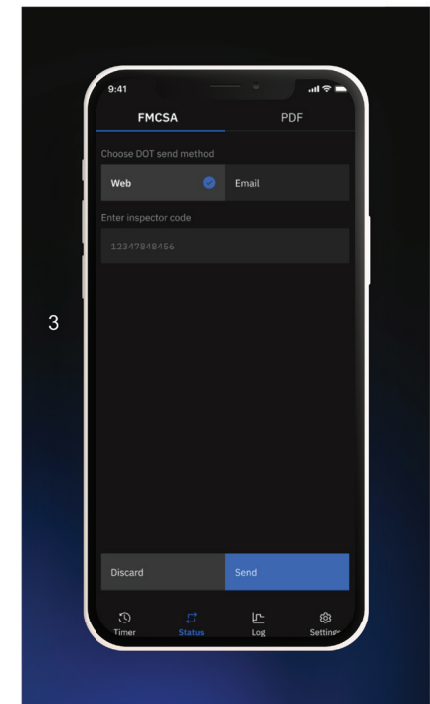 9:41
FMCSA PDF
Choose DOT send method
Web Email
Enter inspector code
12347848456
3
Discard Send
Timer Status Log Settings